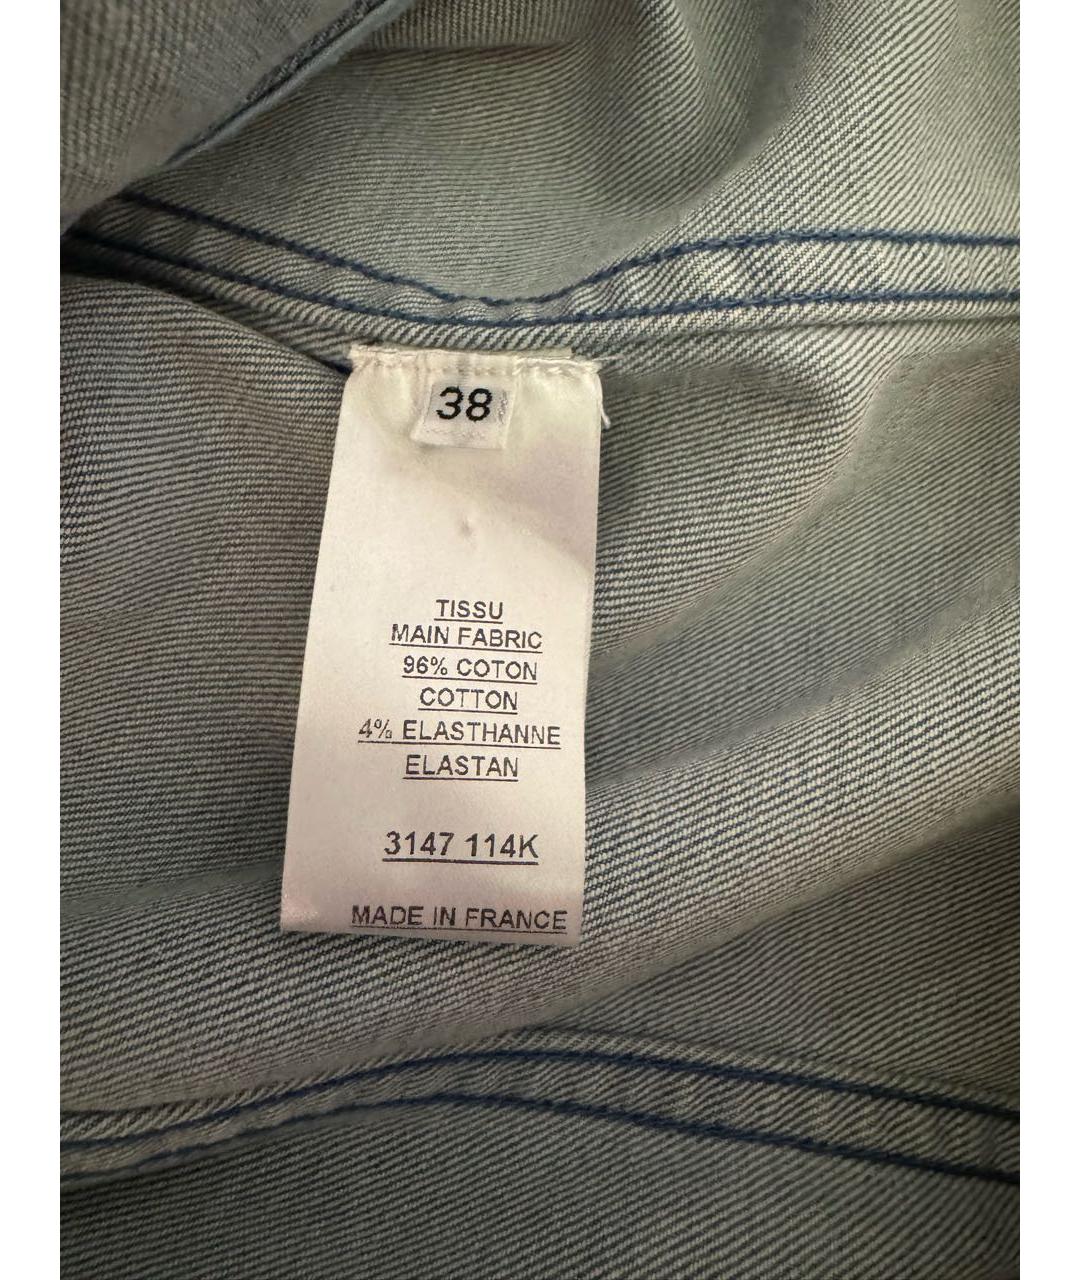 38
TISSU
MAIN FABRIC
96% COTON
COTTON
4% ELASTHANNE
ELASTAN
3147 114K
MADE IN FRANCE